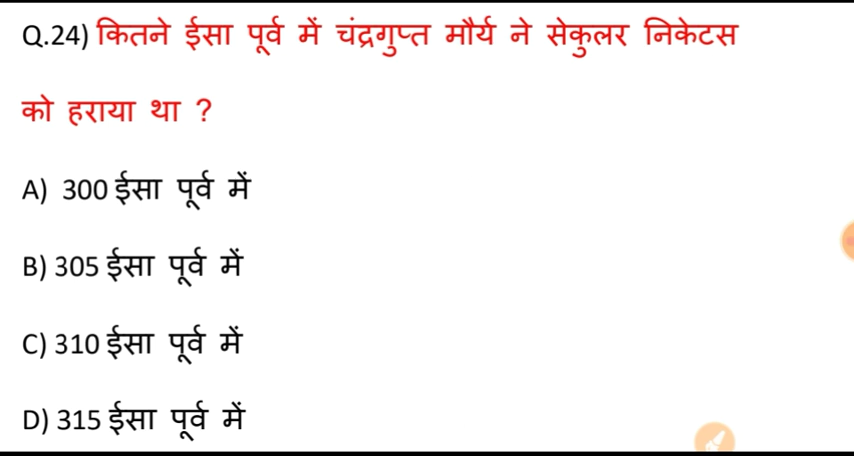 Q.24) कितने ईसा पूर्व में चंद्रगुप्त मौर्य ने सेकुलर निकेटस
को हराया था ?
A) 300 ईसा पूर्व में
B) 305 ईसा पूर्व में
C) 310 ईसा पूर्व में
D) 315 ईसा पूर्व में